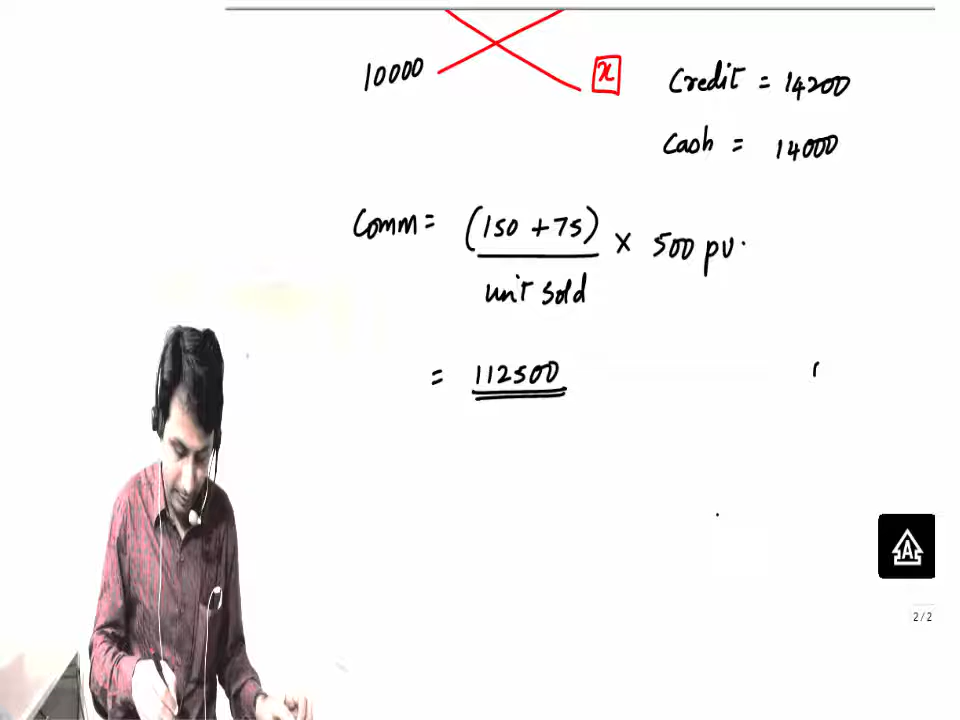 10000 x Credit = 14200
Cash = 14000
Comm = (150 + 75) × 500 pu.
unit sold
= 112500
A
2/2